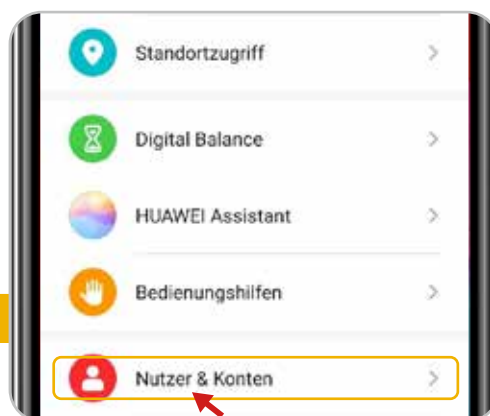 Standortzugriff
Digital Balance
HUAWEI Assistant
Bedienungshilfen
Nutzer & Konten